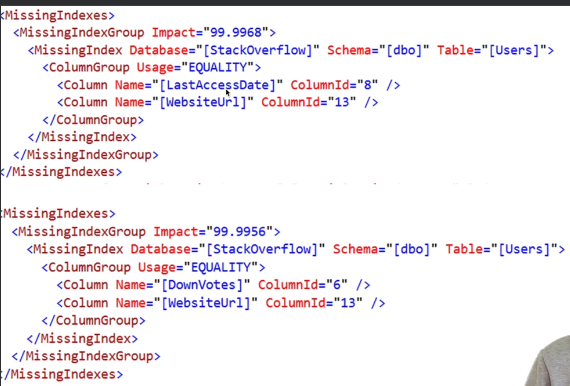 <MissingIndexes>
<MissingIndexGroup Impact="99.9968">
<MissingIndex Database="[StackOverflow]" Schema="[dbo]" Table="[Users]">
<ColumnGroup Usage="EQUALITY">
<Column Name="[LastAccessDate]" ColumnId="8" />
<Column Name="[WebsiteUrl]" ColumnId="13" />
</ColumnGroup>
</MissingIndex>
</MissingIndexGroup>
</MissingIndexes>
<MissingIndexes>
<MissingIndexGroup Impact="99.9956">
<MissingIndex Database="[StackOverflow]" Schema="[dbo]" Table="[Users]">
<ColumnGroup Usage="EQUALITY">
<Column Name="[DownVotes]" ColumnId="6" />
<Column Name="[WebsiteUrl]" ColumnId="13" />
</ColumnGroup>
</MissingIndex>
</MissingIndexGroup>
</MissingIndexes>